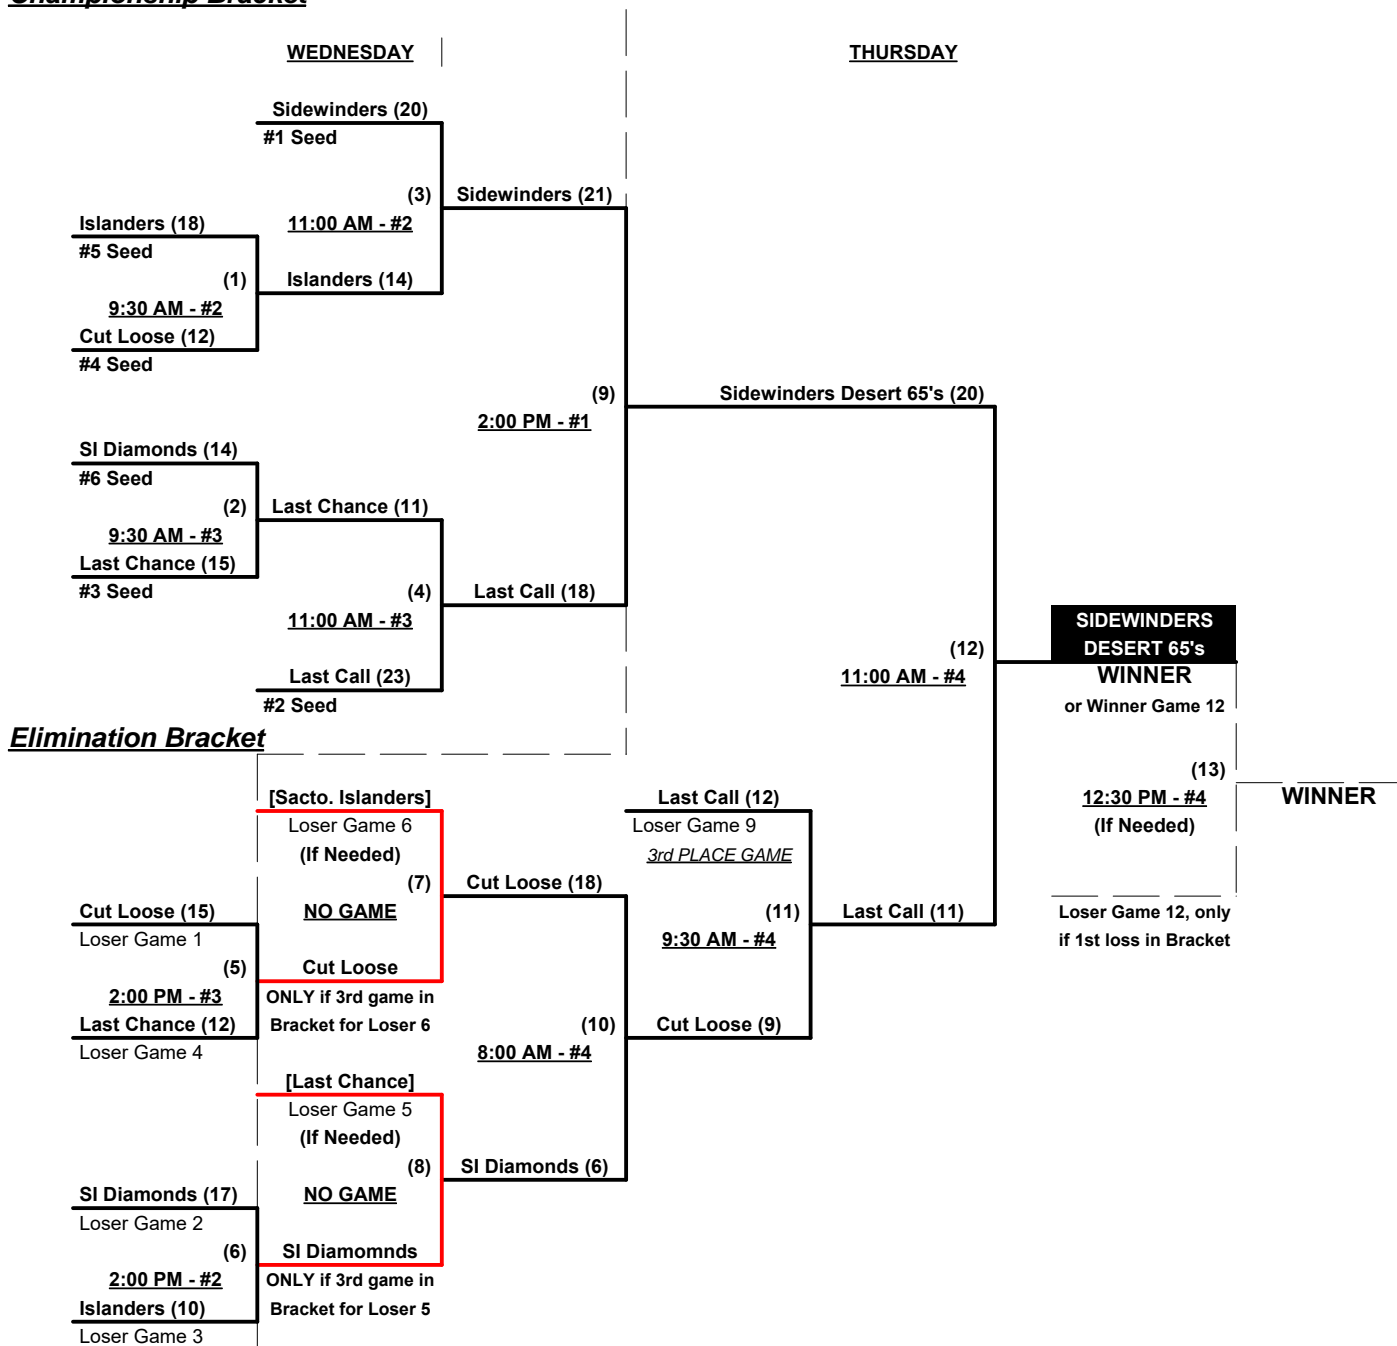 Championship Bracket
WEDNESDAY
THURSDAY
Sidewinders (20)
#1 Seed
(3)
Sidewinders (21)
11:00 AM - #2
Islanders (18)
#5 Seed
(1)
Islanders (14)
9:30 AM - #2
Cut Loose (12)
#4 Seed
(9)
Sidewinders Desert 65's (20)
2:00 PM - #1
SI Diamonds (14)
#6 Seed
(2)
Last Chance (11)
9:30 AM - #3
Last Chance (15)
#3 Seed
(4)
Last Call (18)
11:00 AM - #3
Last Call (23)
#2 Seed
SIDEWINDERS
DESERT 65's
(12)
11:00 AM - #4
WINNER
or Winner Game 12
Elimination Bracket
(13)
12:30 PM - #4
(If Needed)
WINNER
[Sacto. Islanders]
Loser Game 6
(If Needed)
(7)
Cut Loose (18)
NO GAME
Last Call (12)
Loser Game 9
3rd PLACE GAME
Cut Loose (15)
Loser Game 1
(5)
Cut Loose
2:00 PM - #3
ONLY if 3rd game in
Last Chance (12)
Bracket for Loser 6
Loser Game 4
(11)
Last Call (11)
9:30 AM - #4
Loser Game 12, only
if 1st loss in Bracket
(10)
Cut Loose (9)
8:00 AM - #4
[Last Chance]
Loser Game 5
(If Needed)
(8)
SI Diamonds (6)
NO GAME
SI Diamonds (17)
Loser Game 2
(6)
SI Diamomnds
2:00 PM - #2
ONLY if 3rd game in
Islanders (10)
Bracket for Loser 5
Loser Game 3